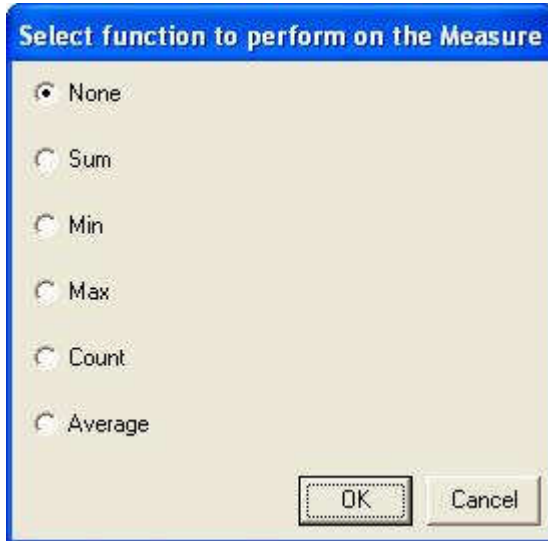 Select function to perform on the Measure
None
Sum
Min
Max
Count
Average
OK Cancel